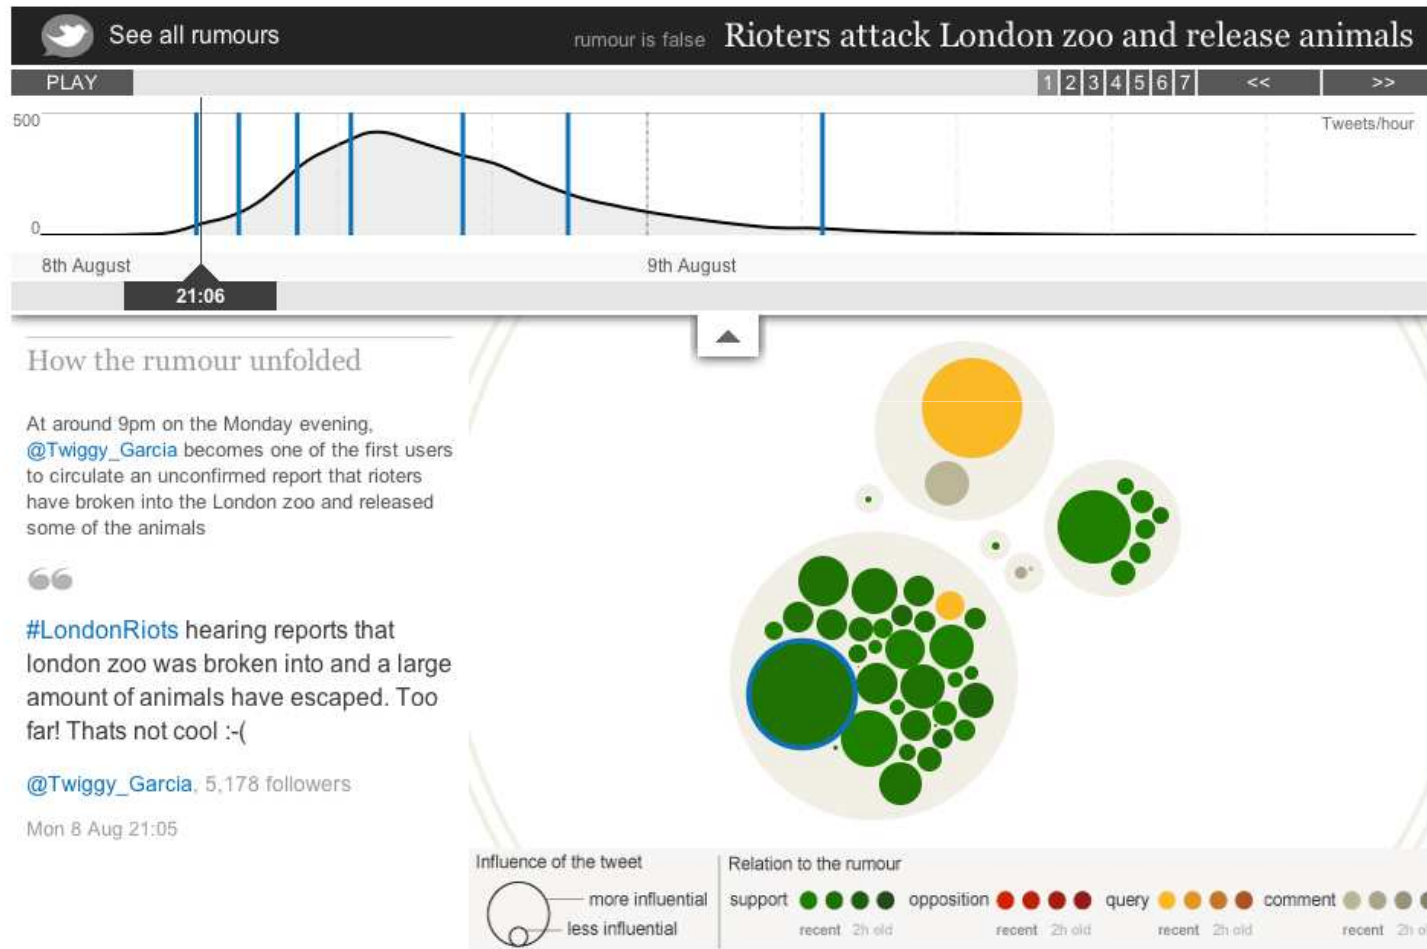 See all rumours
rumour is false Rioters attack London zoo and release animals
PLAY
1 2 3 4 5 6 7 << >>
500
Tweets/hour
0
8th August
9th August
21:06
How the rumour unfolded
At around 9pm on the Monday evening,
@Twiggy_Garcia becomes one of the first users
to circulate an unconfirmed report that rioters
have broken into the London zoo and released
some of the animals
#LondonRiots hearing reports that
london zoo was broken into and a large
amount of animals have escaped. Too
far! Thats not cool :-(
@Twiggy_Garcia, 5,178 followers
Mon 8 Aug 21:05
Influence of the tweet
more influential
less influential
Relation to the rumour
support opposition query comment
recent 2h old recent 2h old recent 2h old recent 2h o